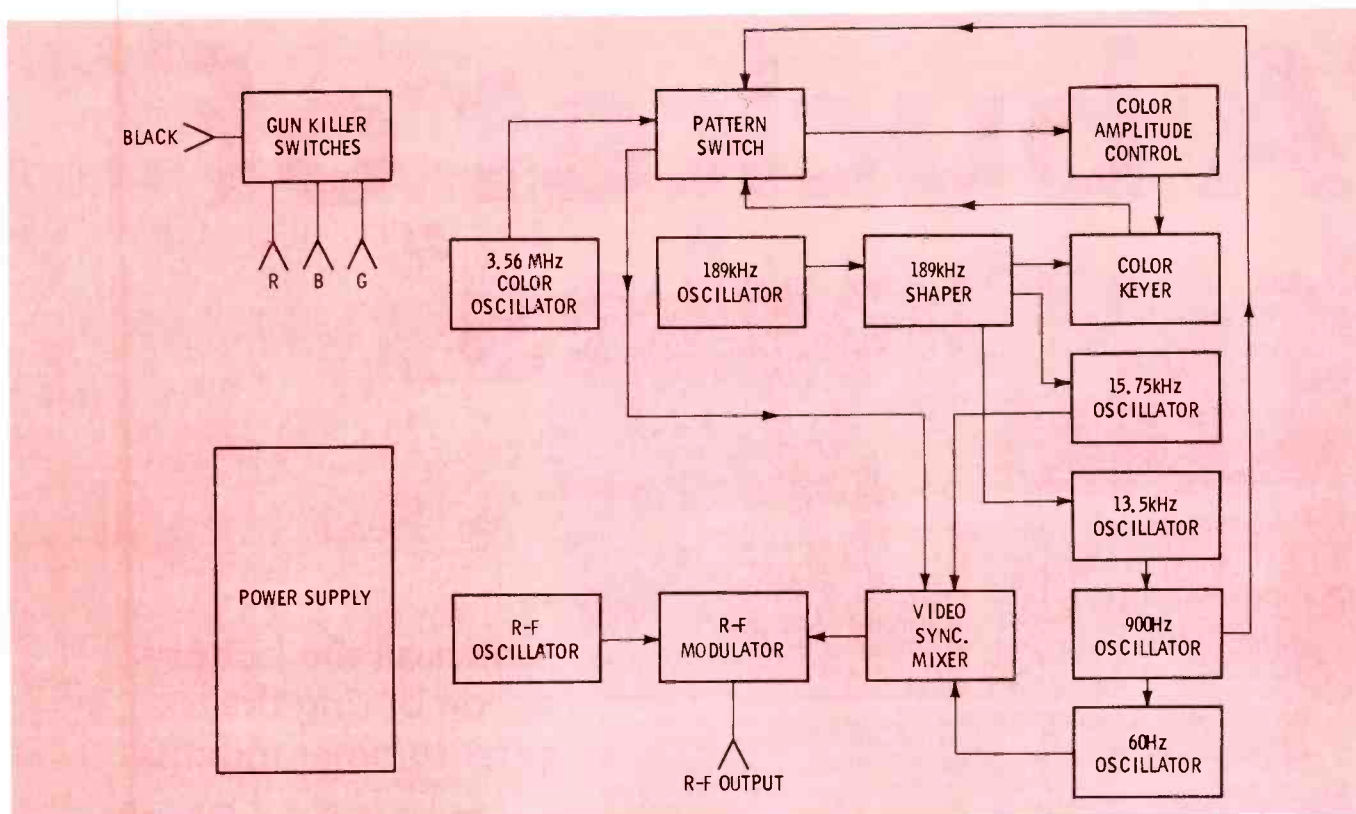 BLACK
GUN KILLER
SWITCHES
R B G
PATTERN
SWITCH
COLOR
AMPLITUDE
CONTROL
3.56 MHz
COLOR
OSCILLATOR
189kHz
OSCILLATOR
189kHz
SHAPER
COLOR
KEYER
15.75kHz
OSCILLATOR
13.5kHz
OSCILLATOR
POWER SUPPLY
R-F
OSCILLATOR
R-F
MODULATOR
VIDEO
SYNC.
MIXER
900Hz
OSCILLATOR
60Hz
OSCILLATOR
R-F OUTPUT